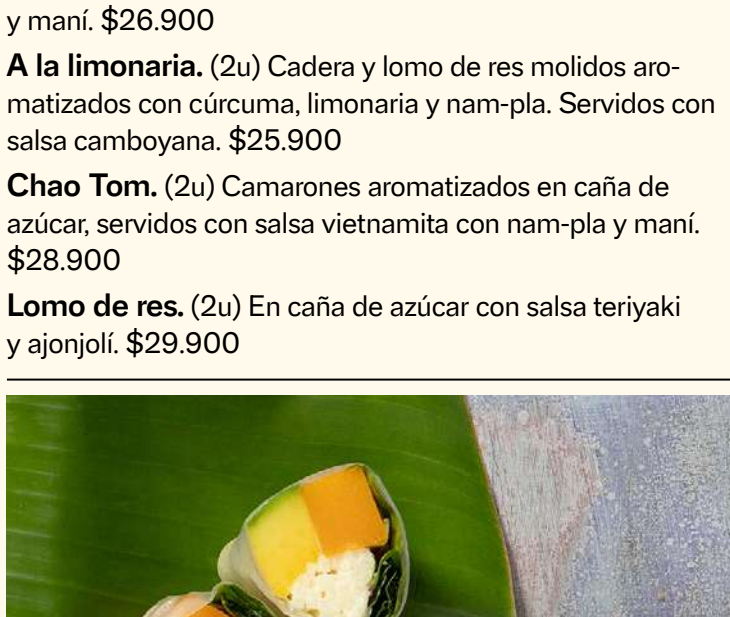 y maní. $26.900
A la limonaria. (2u) Cadera y lomo de res molidos aro-
matizados con cúrcuma, limonaria y nam-pla. Servidos con
salsa camboyana. $25.900
Chao Tom. (2u) Camarones aromatizados en caña de
azúcar, servidos con salsa vietnamita con nam-pla y maní.
$28.900
Lomo de res. (2u) En caña de azúcar con salsa teriyaki
y ajonjolí. $29.900